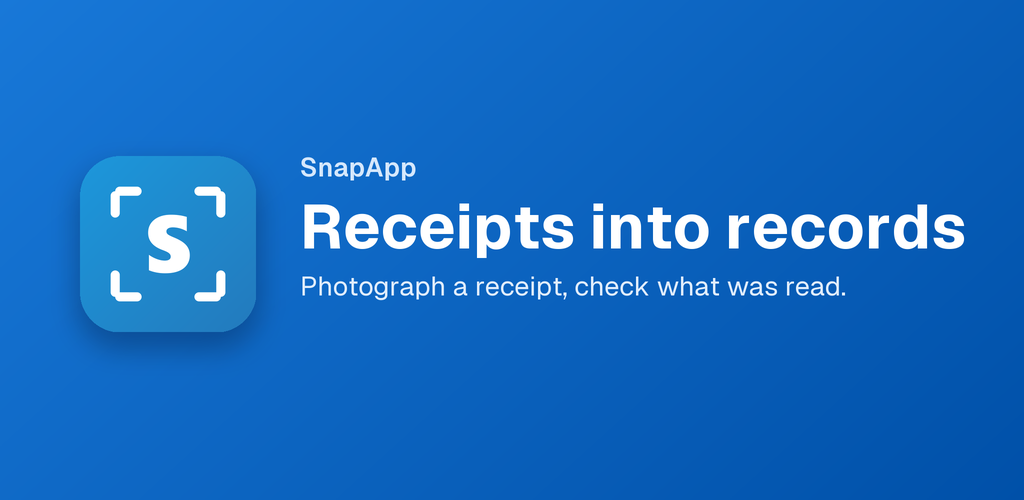 S
SnapApp
Receipts into records
Photograph a receipt, check what was read.